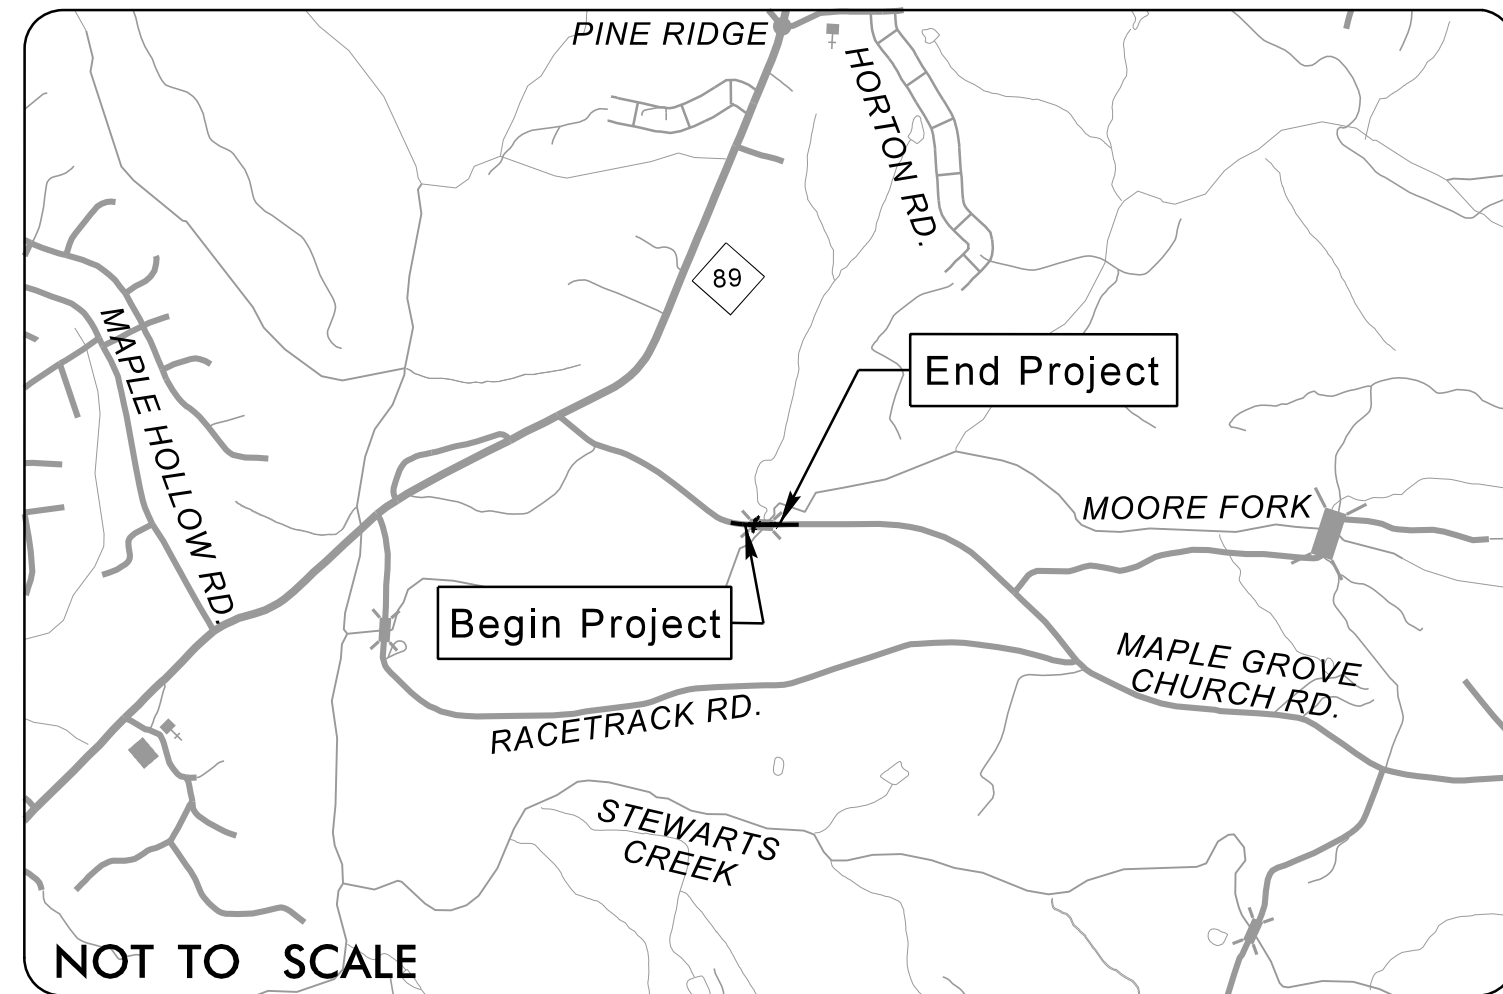 PINE RIDGE
HORTON RD.
89
MAPLE HOLLOW RD.
End Project
MOORE FORK
Begin Project
MAPLE GROVE
CHURCH RD.
RACETRACK RD.
STEWARTS
CREEK
NOT TO SCALE